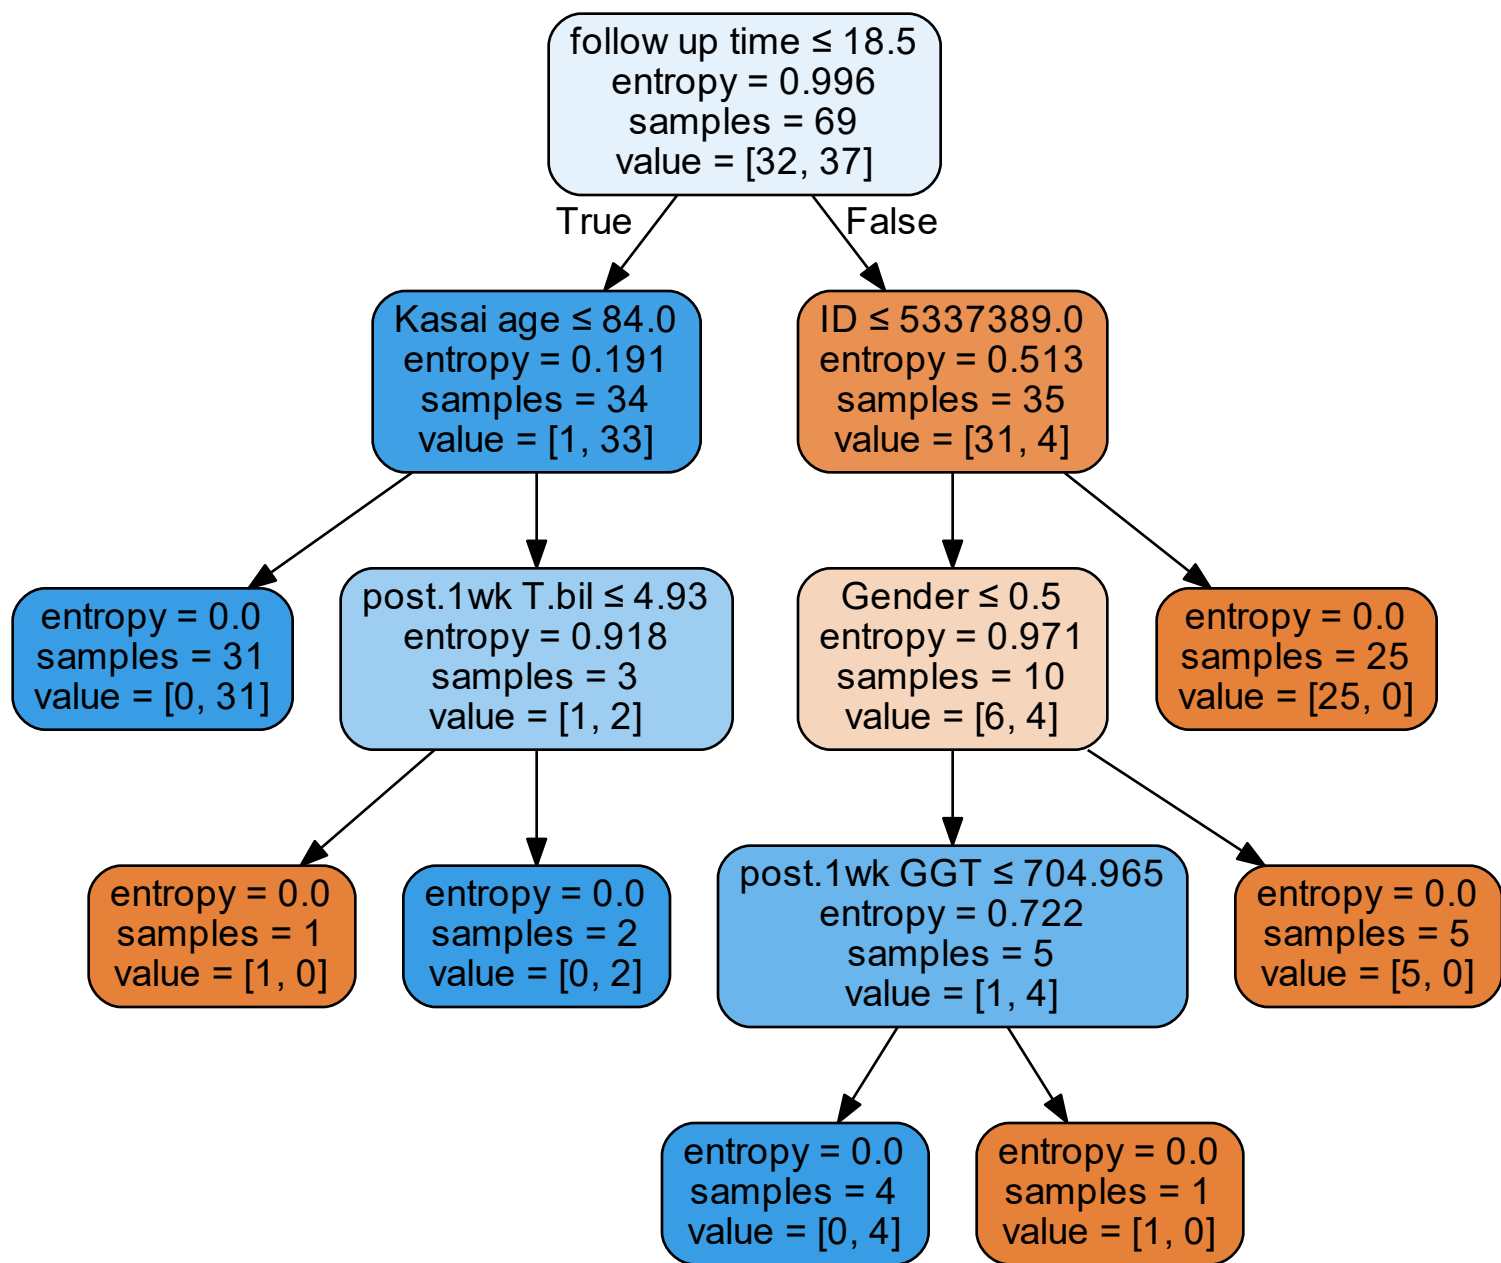 follow up time ≤ 18.5
entropy = 0.996
samples = 69
value = [32, 37]
True
False
Kasai age ≤ 84.0
entropy = 0.191
samples = 34
value = [1, 33]
ID ≤ 5337389.0
entropy = 0.513
samples = 35
value = [31, 4]
entropy = 0.0
samples = 31
value = [0, 31]
post.1wk T.bil ≤ 4.93
entropy = 0.918
samples = 3
value = [1, 2]
Gender ≤ 0.5
entropy = 0.971
samples = 10
value = [6, 4]
entropy = 0.0
samples = 25
value = [25, 0]
entropy = 0.0
samples = 1
value = [1, 0]
entropy = 0.0
samples = 2
value = [0, 2]
post.1wk GGT ≤ 704.965
entropy = 0.722
samples = 5
value = [1, 4]
entropy = 0.0
samples = 5
value = [5, 0]
entropy = 0.0
samples = 4
value = [0, 4]
entropy = 0.0
samples = 1
value = [1, 0]